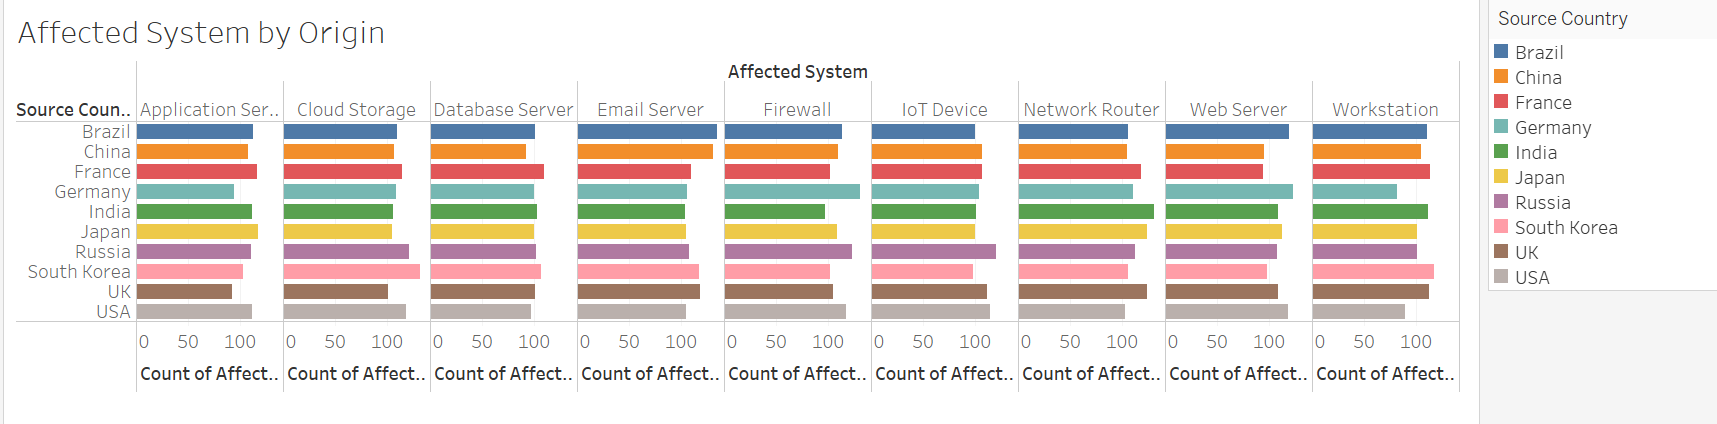 Affected System by Origin
Affected System
Source Coun.. Application Ser.. Cloud Storage Database Server Email Server Firewall IoT Device Network Router Web Server Workstation
Brazil
China
France
Germany
India
Japan
Russia
South Korea
UK
USA
0 50 100 0 50 100 0 50 100 0 50 100 0 50 100 0 50 100 0 50 100 0 50 100 0 50 100
Count of Affect.. Count of Affect.. Count of Affect.. Count of Affect.. Count of Affect.. Count of Affect.. Count of Affect.. Count of Affect.. Count of Affect..
Source Country
Brazil
China
France
Germany
India
Japan
Russia
South Korea
UK
USA